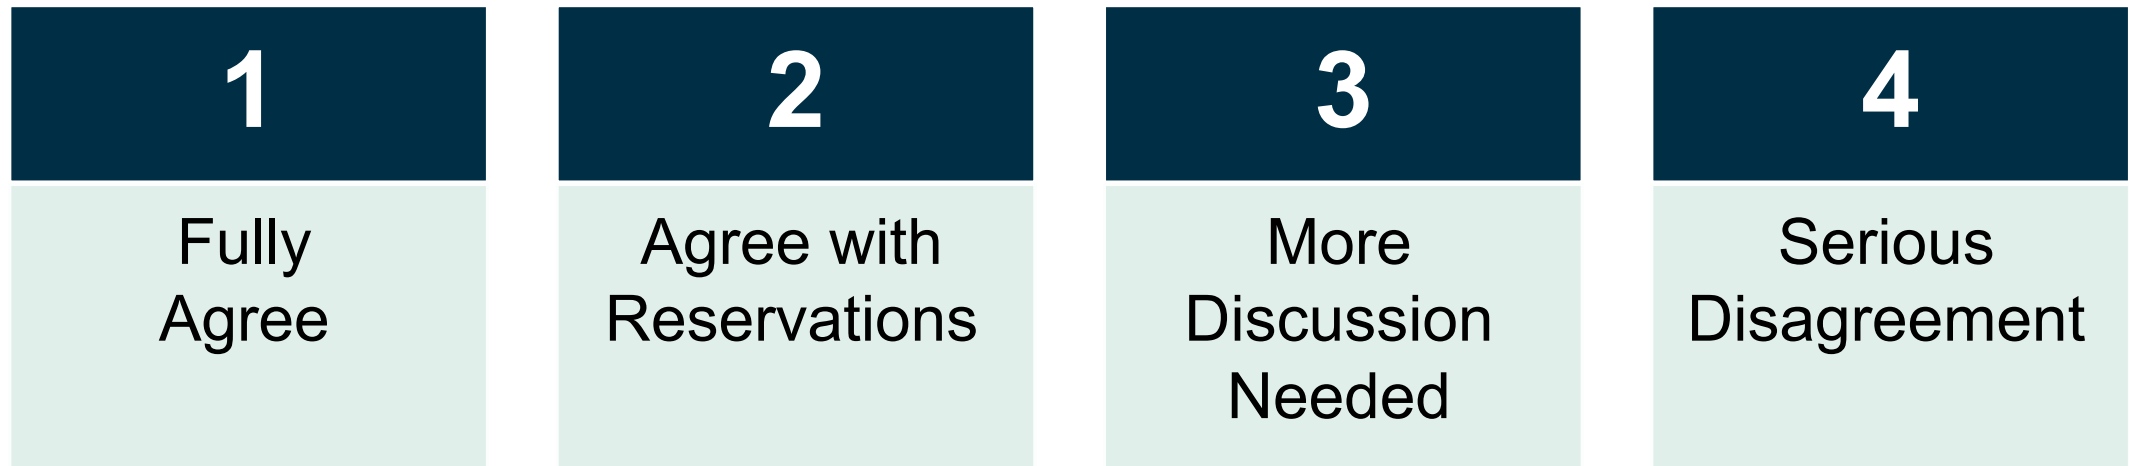 1
Fully
Agree
2
Agree with
Reservations
3
More
Discussion
Needed
4
Serious
Disagreement